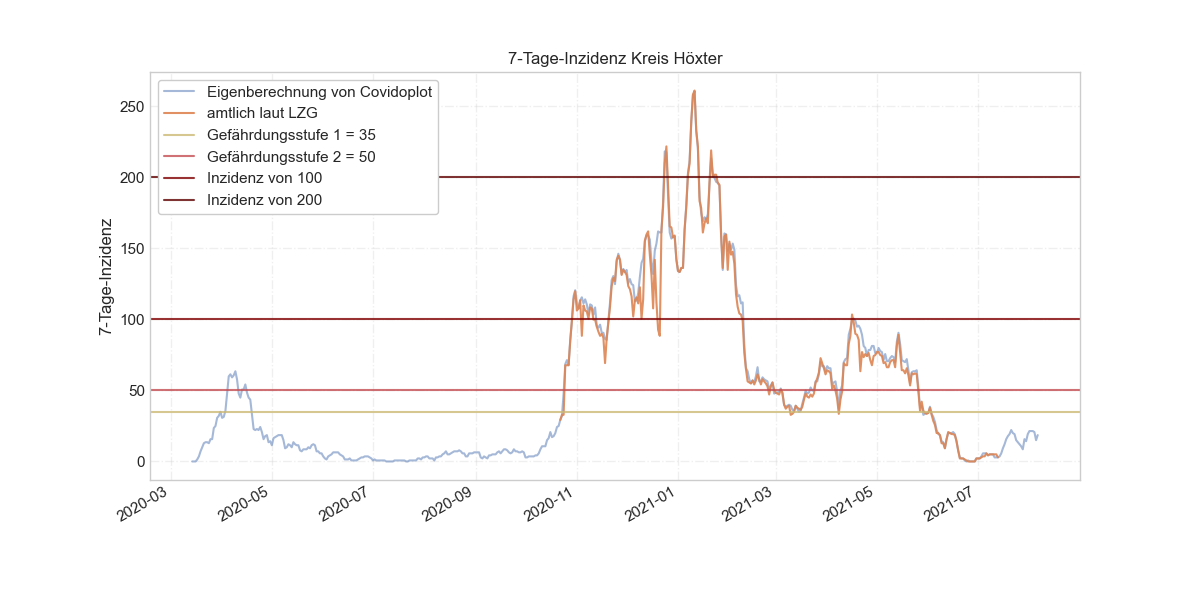 7-Tage-Inzidenz Kreis Höxter
Eigenberechnung von Covidoplot
amtlich laut LZG
Gefährdungsstufe 1 = 35
Gefährdungsstufe 2 = 50
Inzidenz von 100
Inzidenz von 200
7-Tage-Inzidenz
250
200
150
100
50
0
2020-03
2020-05
2020-07
2020-09
2020-11
2021-01
2021-03
2021-05
2021-07